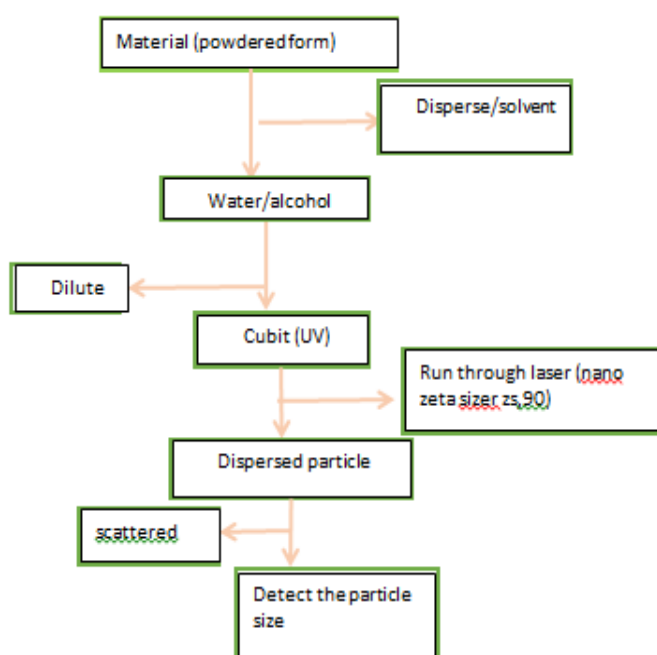 Material (powdered form)
Disperse/solvent
Water/alcohol
Dilute
Cubit (UV)
Run through laser (nano
zeta sizer zs,90)
Dispersed particle
scattered
Detect the particle
size